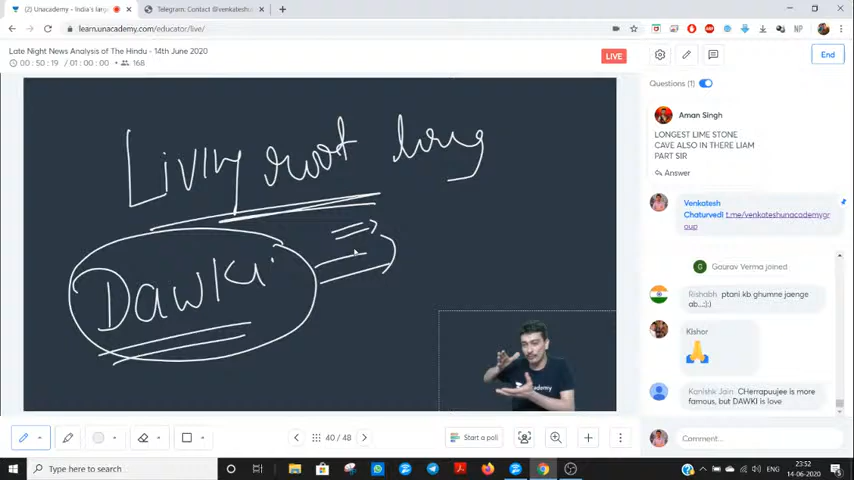 (2) Unacademy - India's larg
Telegram: Contact @venkateshu
learn.unacademy.com/educator/live/
NP
Late Night News Analysis of The Hindu - 14th June 2020
00 : 50 : 19 / 01 : 00 : 00 • 168
LIVE
End
Questions (1)
Aman Singh
LONGEST LIME STONE
CAVE ALSO IN THERE LIAM
PART SIR
Answer
Venkatesh
Chaturvedi t.me/venkateshunacademygr
oup
G Gaurav Verma joined
Rishabh ptani kb ghumne jaenge
ab..:):)
Kishor
Kanishk Jain CHerrapuujee is more
famous, but DAWKI is love
Living root
Dawki
academy
40 / 48
Start a poll
Comment...
Type here to search
ENG
23:52
14-06-2020